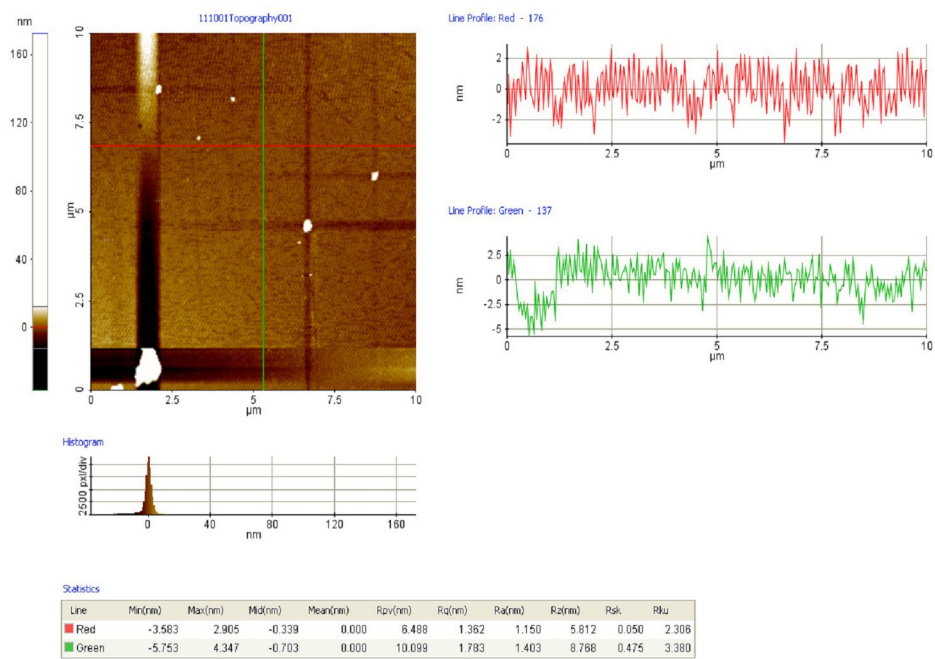 111001Topography001
nm
160
120
80
40
0
10
7.5
5
2.5
0
µm
0 2.5 5 7.5 10
µm
Line Profile: Red - 176
2
0
-2
nm
0 2.5 5 7.5 10
µm
Line Profile: Green - 137
2.5
0
-2.5
-5
nm
0 2.5 5 7.5 10
µm
Histogram
2500 pxl/div
0 40 80 120 160
nm
Statistics
Line Min(nm) Max(nm) Mid(nm) Mean(nm) Rpv(nm) Rq(nm) Ra(nm) Rz(nm) Rsk Rku
Red -3.583 2.905 -0.339 0.000 6.488 1.362 1.150 5.812 0.050 2.306
Green -5.753 4.347 -0.703 0.000 10.099 1.783 1.403 8.768 0.475 3.380